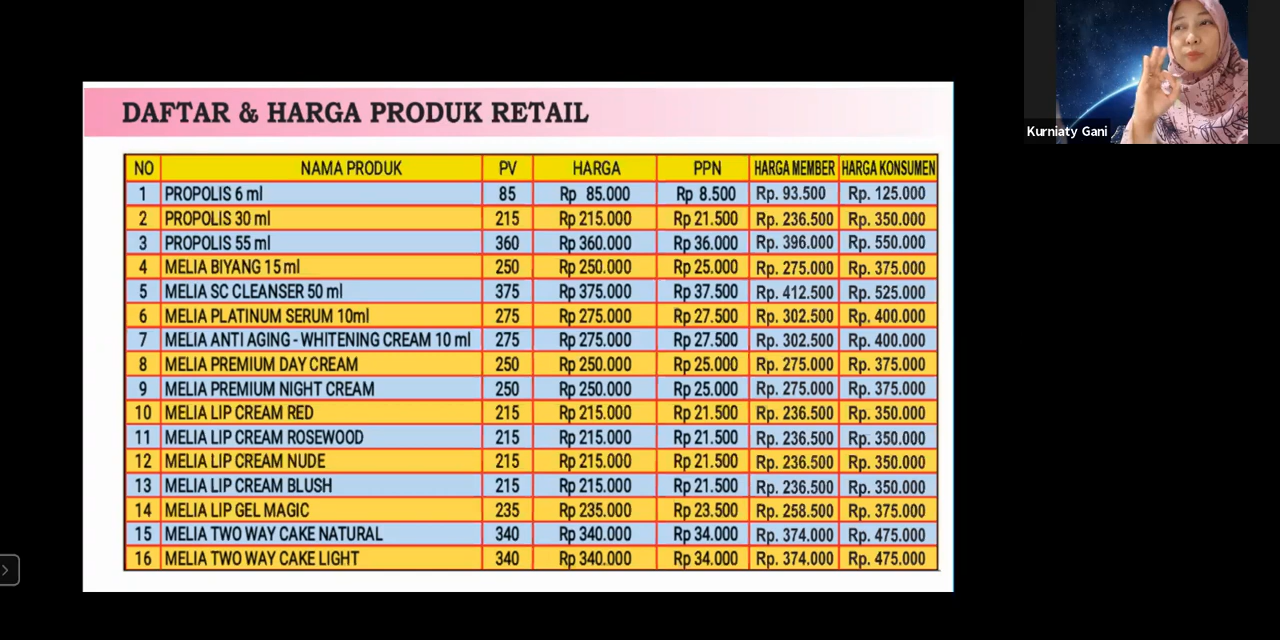 Kurniaty Gani
DAFTAR & HARGA PRODUK RETAIL
NO NAMA PRODUK PV HARGA PPN HARGA MEMBER HARGA KONSUMEN
1 PROPOLIS 6 ml 85 Rp 85.000 Rp 8.500 Rp. 93.500 Rp. 125.000
2 PROPOLIS 30 ml 215 Rp 215.000 Rp 21.500 Rp. 236.500 Rp. 350.000
3 PROPOLIS 55 ml 360 Rp 360.000 Rp 36.000 Rp. 396.000 Rp. 550.000
4 MELIA BIYANG 15 ml 250 Rp 250.000 Rp 25.000 Rp. 275.000 Rp. 375.000
5 MELIA SC CLEANSER 50 ml 375 Rp 375.000 Rp 37.500 Rp. 412.500 Rp. 525.000
6 MELIA PLATINUM SERUM 10ml 275 Rp 275.000 Rp 27.500 Rp. 302.500 Rp. 400.000
7 MELIA ANTI AGING - WHITENING CREAM 10 ml 275 Rp 275.000 Rp 27.500 Rp. 302.500 Rp. 400.000
8 MELIA PREMIUM DAY CREAM 250 Rp 250.000 Rp 25.000 Rp. 275.000 Rp. 375.000
9 MELIA PREMIUM NIGHT CREAM 250 Rp 250.000 Rp 25.000 Rp. 275.000 Rp. 375.000
10 MELIA LIP CREAM RED 215 Rp 215.000 Rp 21.500 Rp. 236.500 Rp. 350.000
11 MELIA LIP CREAM ROSEWOOD 215 Rp 215.000 Rp 21.500 Rp. 236.500 Rp. 350.000
12 MELIA LIP CREAM NUDE 215 Rp 215.000 Rp 21.500 Rp. 236.500 Rp. 350.000
13 MELIA LIP CREAM BLUSH 215 Rp 215.000 Rp 21.500 Rp. 236.500 Rp. 350.000
14 MELIA LIP GEL MAGIC 235 Rp 235.000 Rp 23.500 Rp. 258.500 Rp. 375.000
15 MELIA TWO WAY CAKE NATURAL 340 Rp 340.000 Rp 34.000 Rp. 374.000 Rp. 475.000
16 MELIA TWO WAY CAKE LIGHT 340 Rp 340.000 Rp 34.000 Rp. 374.000 Rp. 475.000